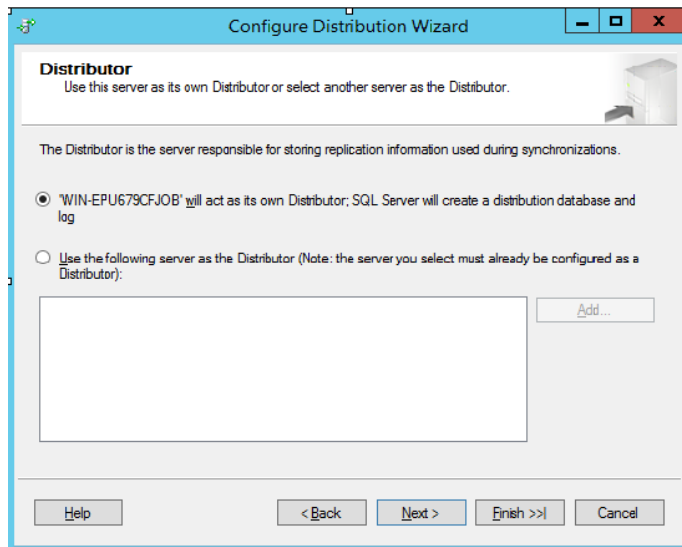 Configure Distribution Wizard
Distributor
Use this server as its own Distributor or select another server as the Distributor.
The Distributor is the server responsible for storing replication information used during synchronizations.
'WIN-EPU679CFJOB' will act as its own Distributor; SQL Server will create a distribution database and
log
Use the following server as the Distributor (Note: the server you select must already be configured as a
Distributor):
Add...
Help
< Back
Next >
Finish >>|
Cancel